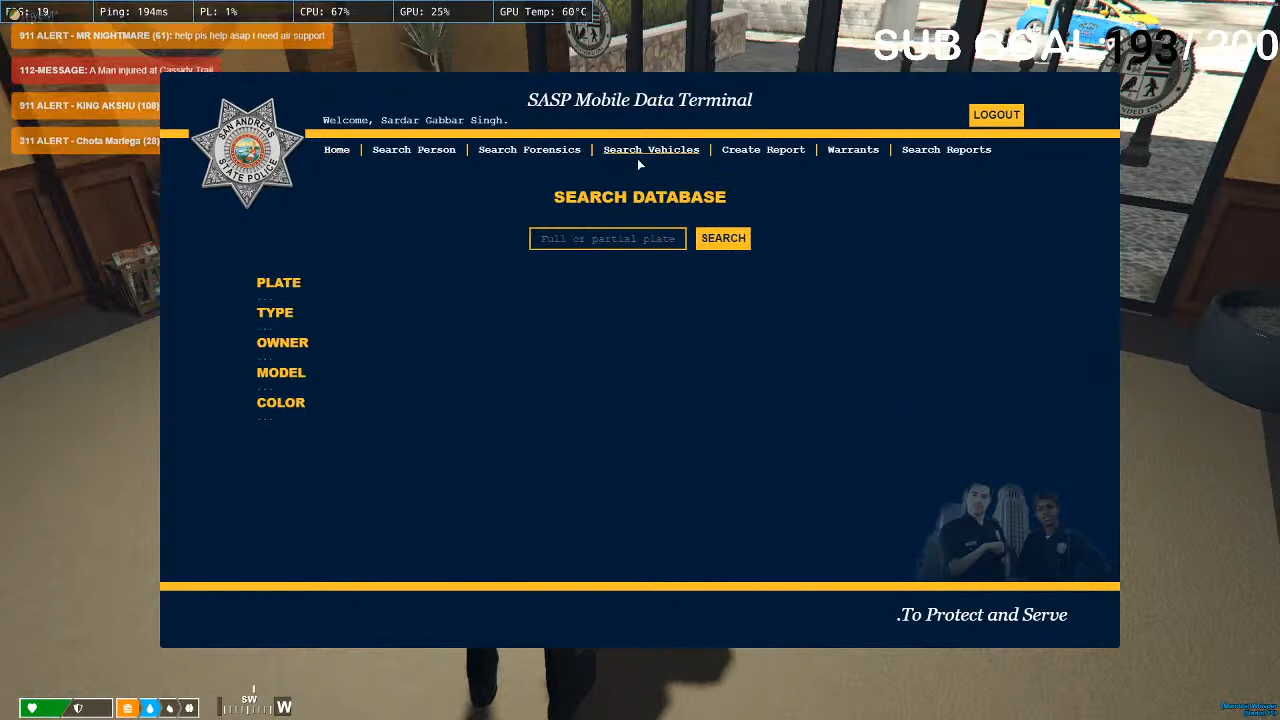 FPS: 19 Ping: 194ms PL: 1% CPU: 67% GPU: 25% GPU Temp: 60°C
911 ALERT - MR NIGHTMARE (61): help pls help asap i need air support
SUB GOAL :193/200
112-MESSAGE: A Man injured at Cassidy Trail
911 ALERT - KING AKSHU (108)
311 ALERT - Chota Marlega (28)
SASP Mobile Data Terminal
Welcome, Sardar Gabbar Singh.
LOGOUT
SAN ANDREAS
STATE POLICE
Home | Search Person | Search Forensics | Search Vehicles | Create Report | Warrants | Search Reports
SEARCH DATABASE
Full or partial plate
SEARCH
PLATE
...
TYPE
...
OWNER
...
MODEL
...
COLOR
...
.To Protect and Serve
SW
W